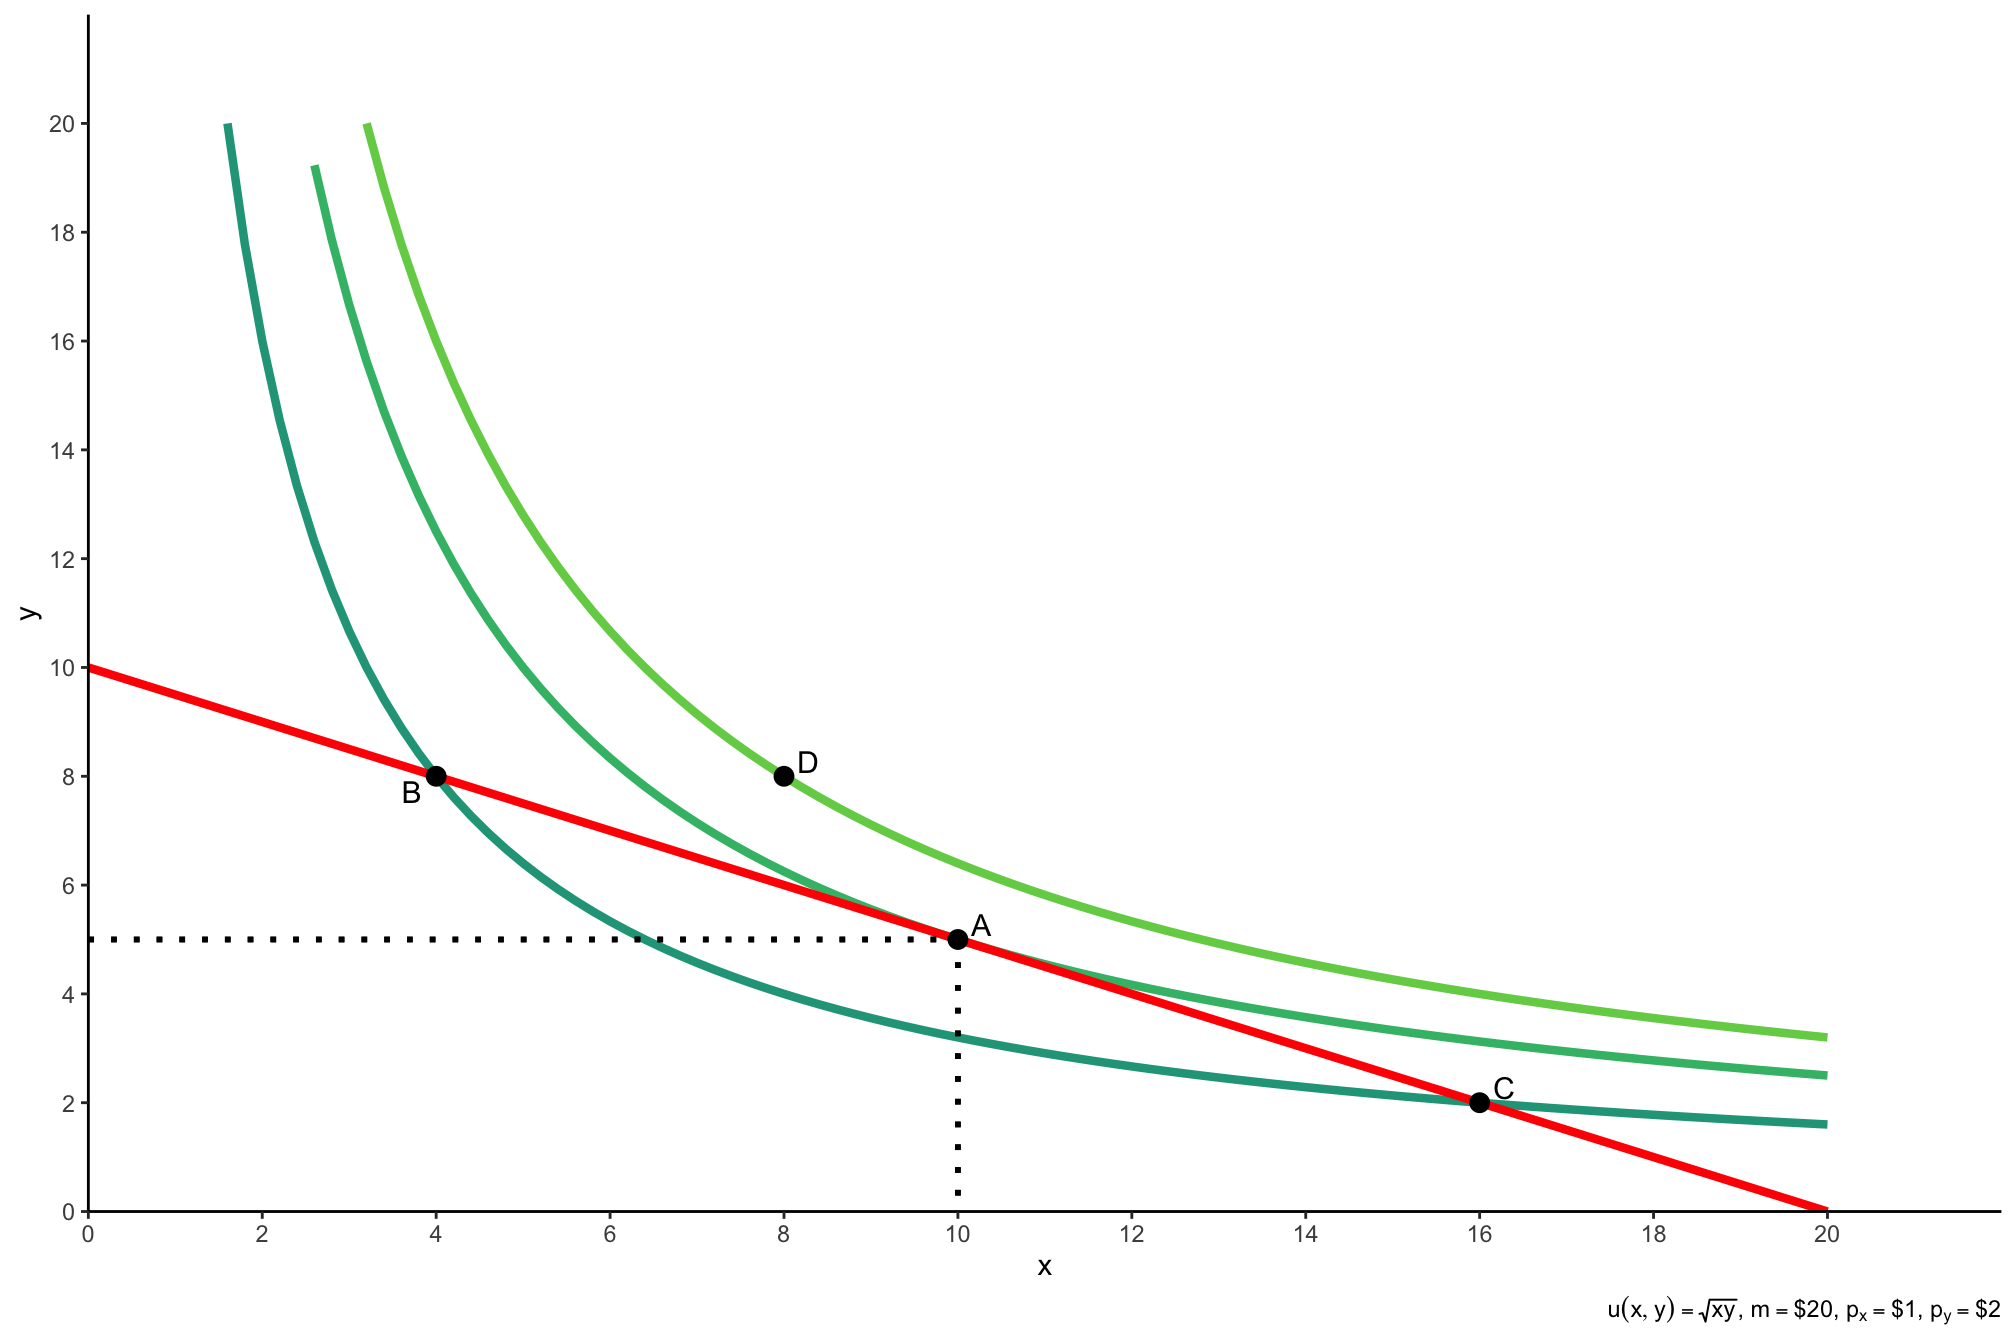 20
18
16
14
12
10
8
6
4
2
0
y
D
B
A
C
0 2 4 6 8 10 12 14 16 18 20
x
u(x, y) = √xy, m = $20, pₓ = $1, pᵧ = $2